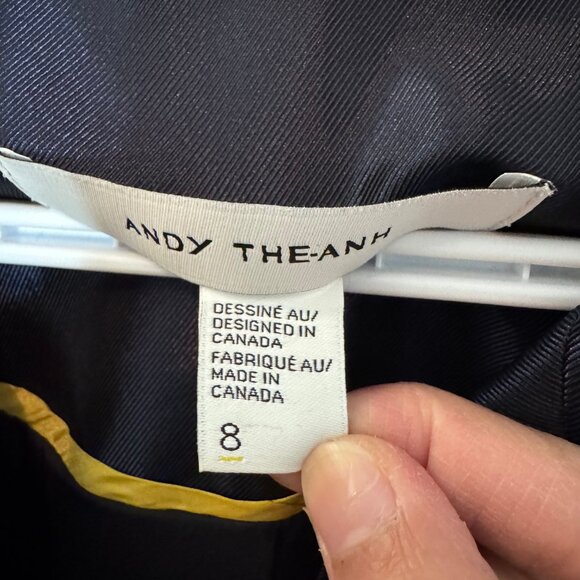 ANDY THE-ANH
DESSINÉ AU/
DESIGNED IN
CANADA
FABRIQUÉ AU/
MADE IN
CANADA
8